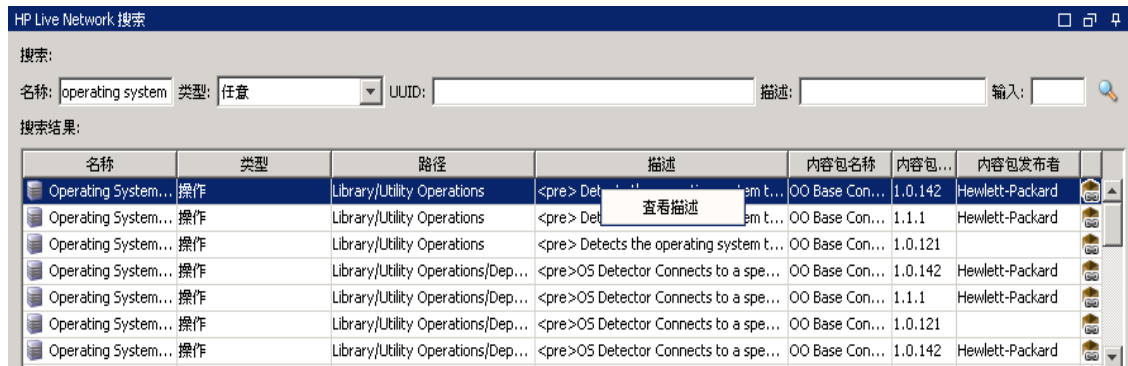 HP Live Network 搜索
搜索:
名称: operating system 类型: 任意 UUID: 描述: 输入:
搜索结果:
名称 类型 路径 描述 内容包名称 内容包... 内容包发布者
Operating System... 操作 Library/Utility Operations <pre> Det em t... OO Base Con... 1.0.142 Hewlett-Packard
查看描述
Operating System... 操作 Library/Utility Operations <pre> Det em t... OO Base Con... 1.1.1 Hewlett-Packard
Operating System... 操作 Library/Utility Operations <pre> Detects the operating system t... OO Base Con... 1.0.121
Operating System... 操作 Library/Utility Operations/Dep... <pre>OS Detector Connects to a spe... OO Base Con... 1.0.142 Hewlett-Packard
Operating System... 操作 Library/Utility Operations/Dep... <pre>OS Detector Connects to a spe... OO Base Con... 1.1.1 Hewlett-Packard
Operating System... 操作 Library/Utility Operations/Dep... <pre>OS Detector Connects to a spe... OO Base Con... 1.0.121
Operating System... 操作 Library/Utility Operations/Dep... <pre>OS Detector Connects to a spe... OO Base Con... 1.0.142 Hewlett-Packard